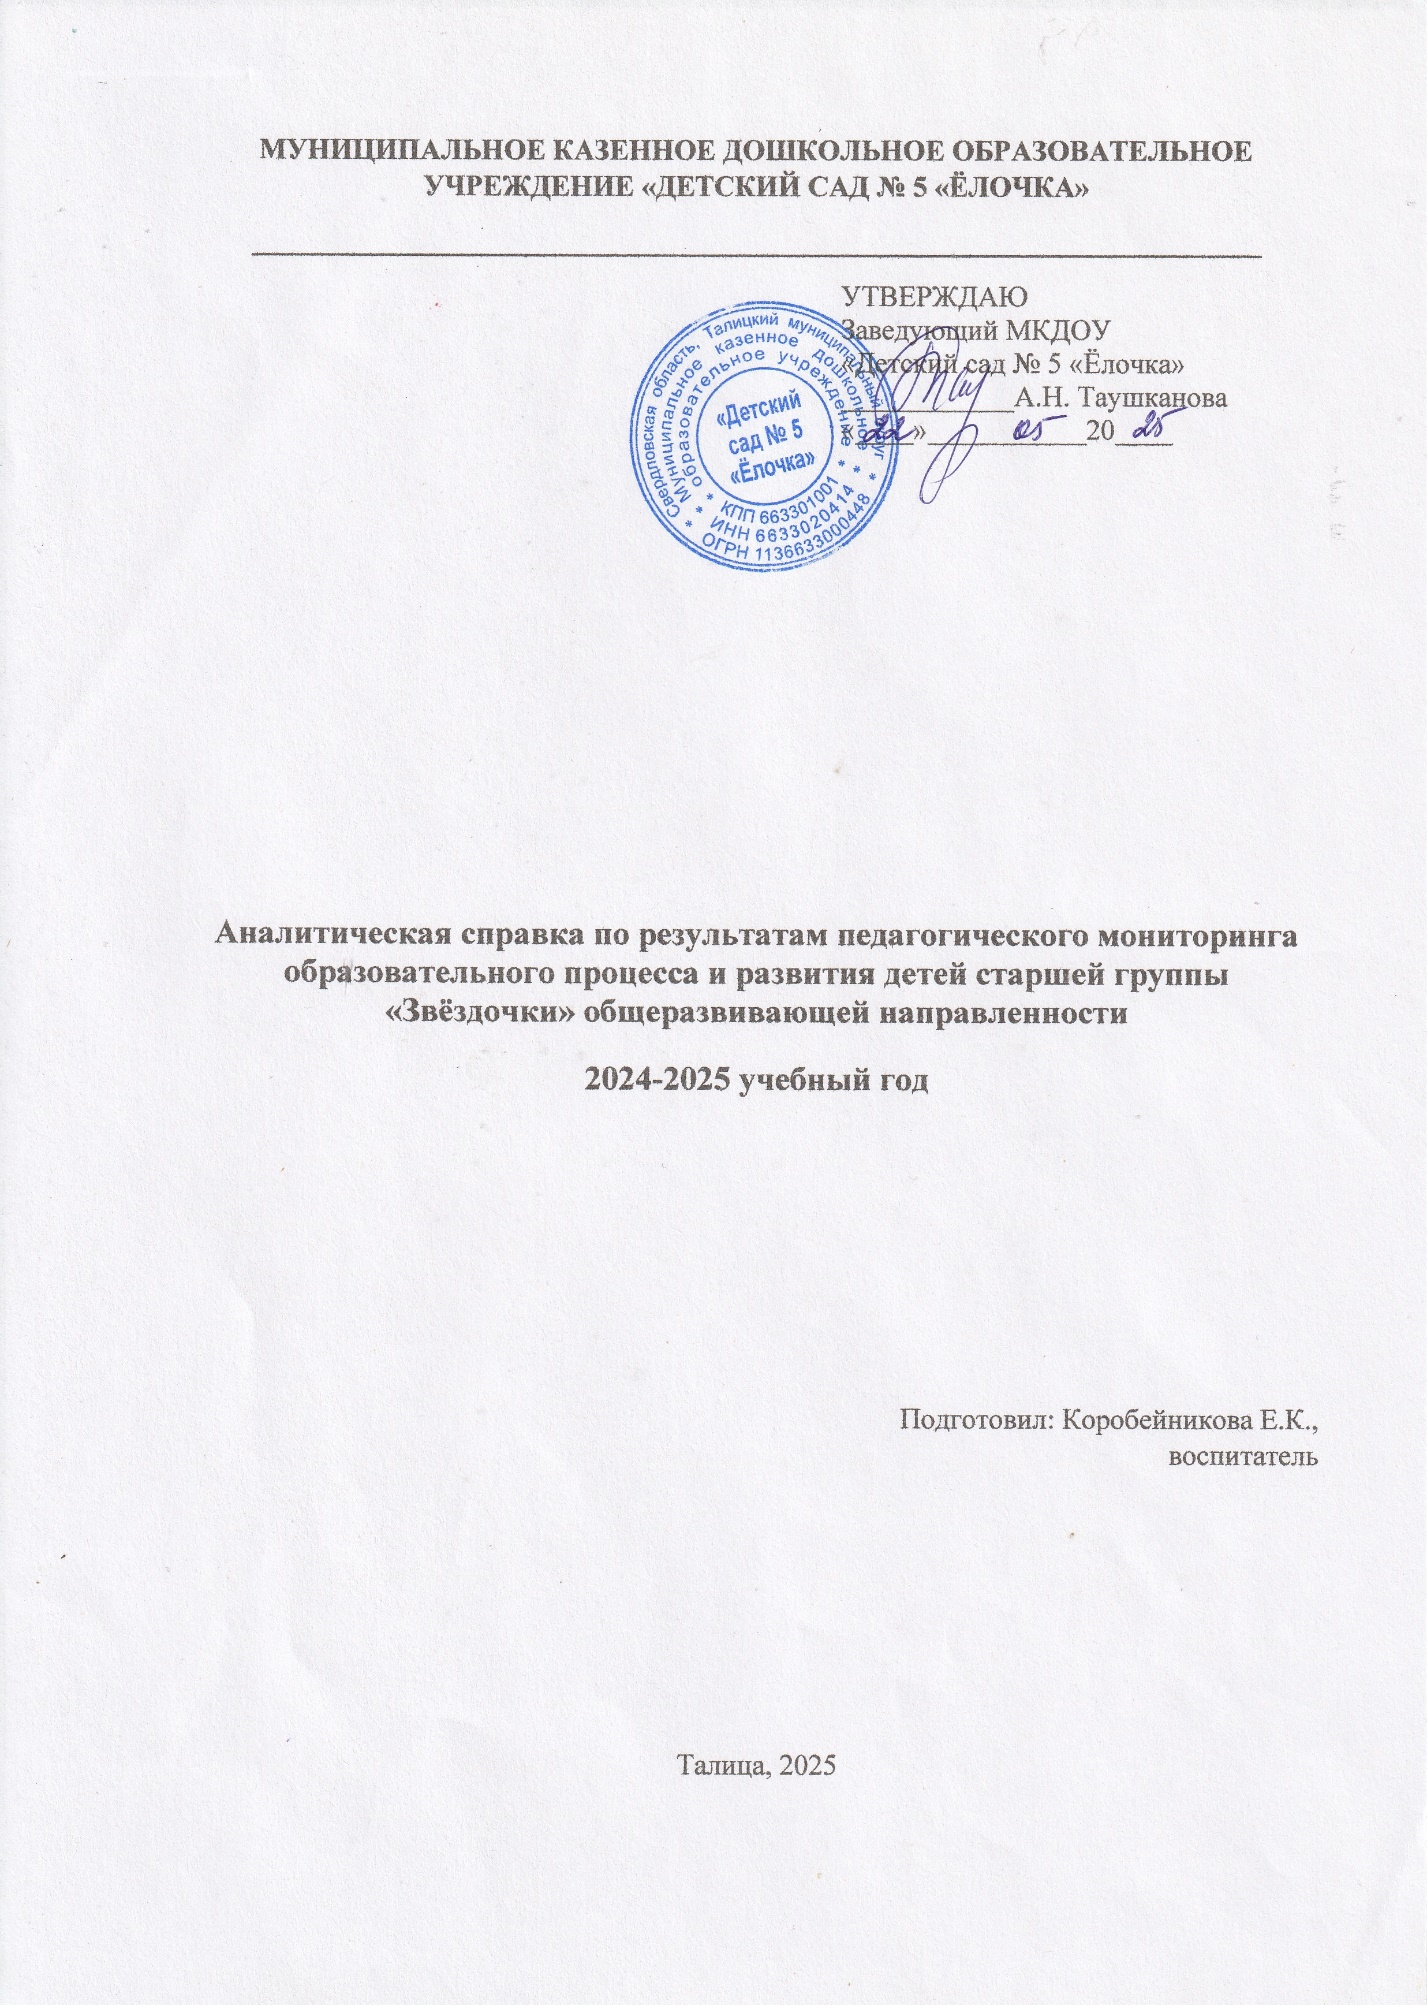 МУНИЦИПАЛЬНОЕ КАЗЕННОЕ ДОШКОЛЬНОЕ ОБРАЗОВАТЕЛЬНОЕ
УЧРЕЖДЕНИЕ «ДЕТСКИЙ САД № 5 «ЁЛОЧКА»
УТВЕРЖДАЮ
Заведующий МКДОУ
«Детский сад № 5 «Ёлочка»
____________А.Н. Таушканова
«22»___05___2025
Свердловская область, Талицкий муниципальный округ
Муниципальное казенное дошкольное
образовательное учреждение
«Детский
сад № 5
«Ёлочка»
* КПП 663301001 *
* ИНН 6633020414 *
* ОГРН 1136633000448 *
Аналитическая справка по результатам педагогического мониторинга
образовательного процесса и развития детей старшей группы
«Звёздочки» общеразвивающей направленности
2024-2025 учебный год
Подготовил: Коробейникова Е.К.,
воспитатель
Талица, 2025